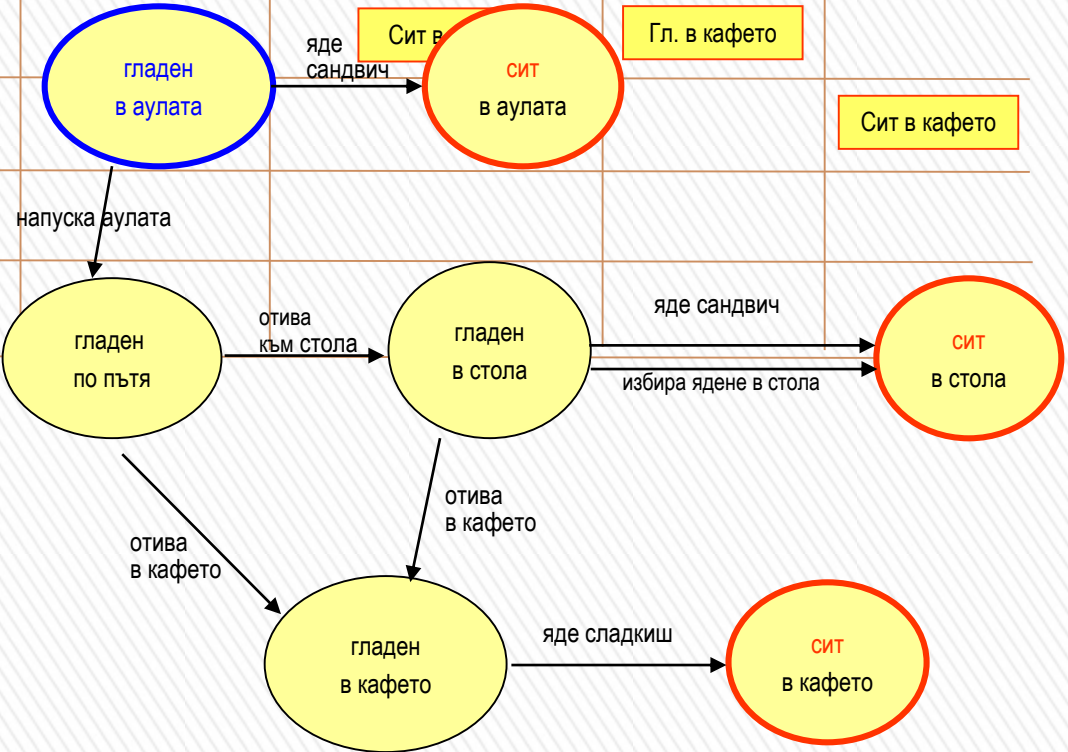 Сит в
Гл. в кафето
яде
сандвич
гладен
в аулата
сит
в аулата
Сит в кафето
напуска аулата
гладен
по пътя
отива
към стола
гладен
в стола
яде сандвич
избира ядене в стола
сит
в стола
отива
в кафето
отива
в кафето
гладен
в кафето
яде сладкиш
сит
в кафето